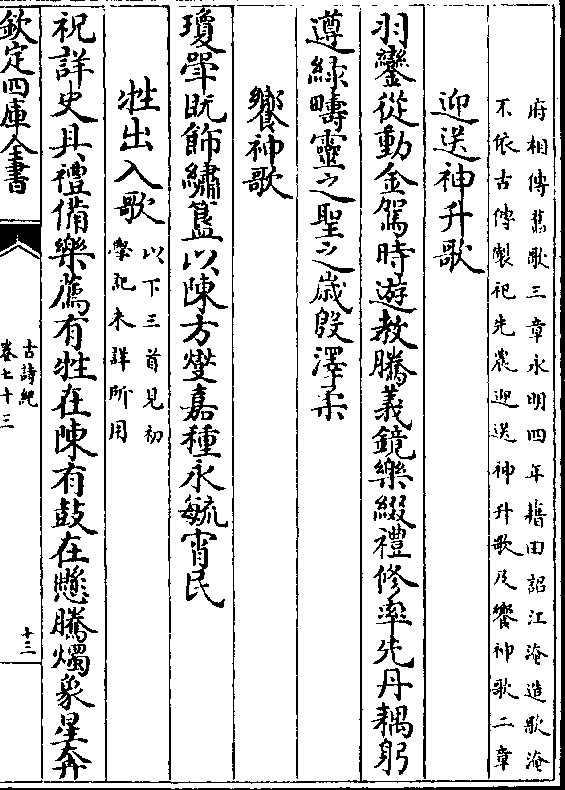 府相傳舊歌三章永明四年藉田詔江淹造歌淹
不依古傳製祀先農迎送神升歌及饗神歌二章
迎送神升歌
羽鑾從動金駕時遊教騰義鏡樂綴禮修率先丹耦躬
遵綠疇靈之聖之歳殷澤柔
饗神歌
瓊斝既飾繡簋以陳方燮嘉種永毓宵民
牲出入歌
以下三首見初
學記未詳所用
祝詳史具禮備樂薦有牲在陳有鼓在懸騰燭象星奔
欽定四庫全書
古詩紀
卷七十三
十三